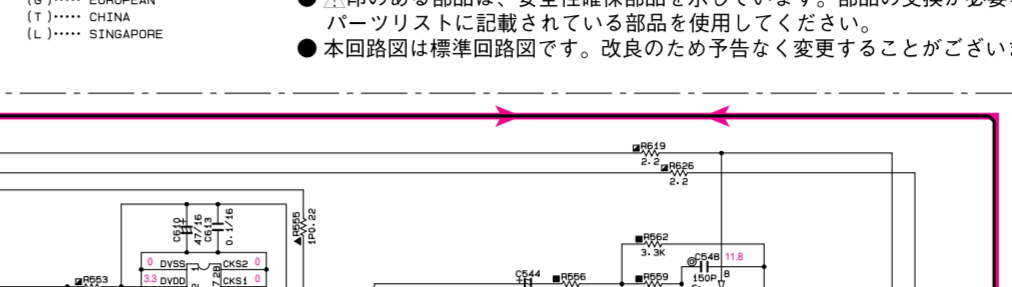 (G)····· EUROPEAN
(T)····· CHINA
(L)····· SINGAPORE
● ⚠印のある部品は、安全性確保部品を示しています。部品の交換が必要な
パーツリストに記載されている部品を使用してください。
● 本回路図は標準回路図です。改良のため予告なく変更することがござい
R619
2.2
R626
2.2
C610
47/16
C613
0.1/16
R555
1P0.22
R562
3.3K
C548
11.8
150P
8
0 DVSS
CKS2 0
3.3 DVDD
CKS1 0
28
R553
C544
R556
R559